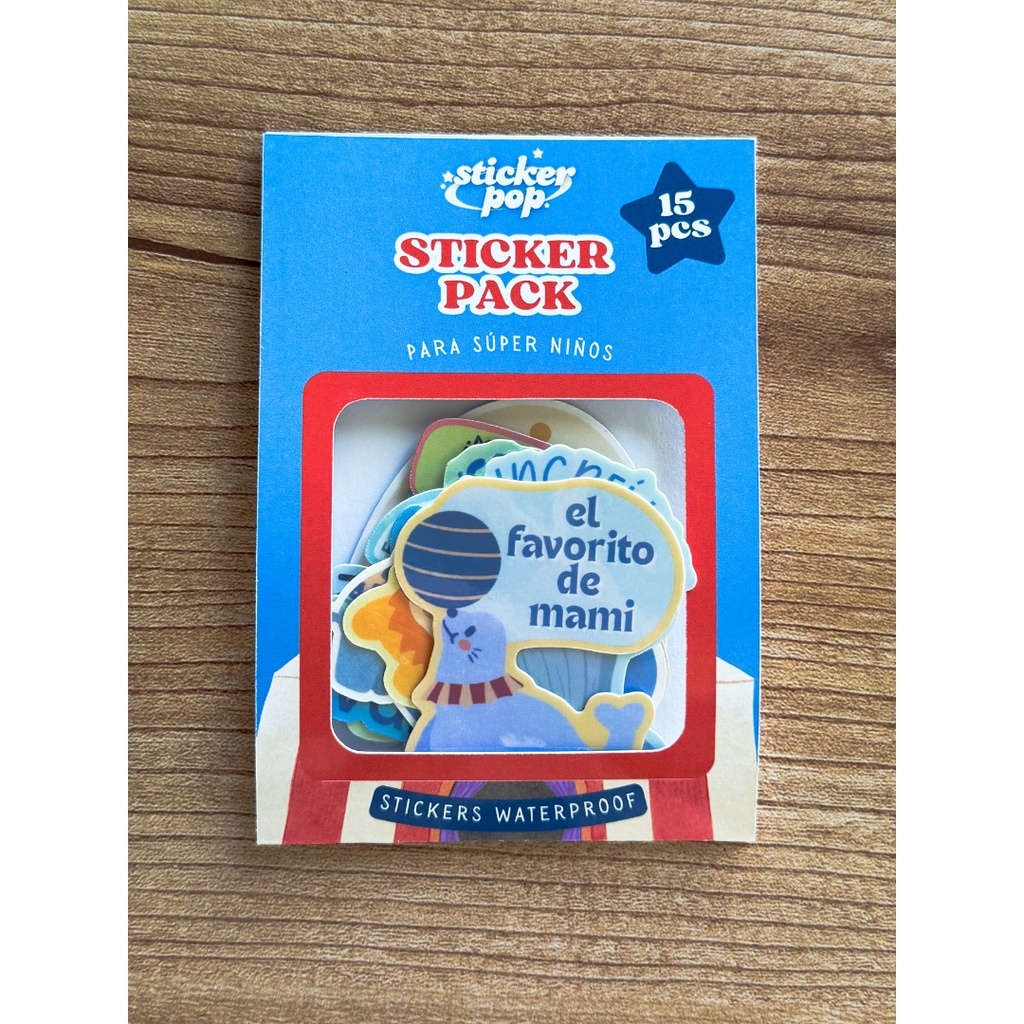 sticker
pop
15
pcs
STICKER
PACK
PARA SÚPER NIÑOS
el
favorito
de
mami
STICKERS WATERPROOF